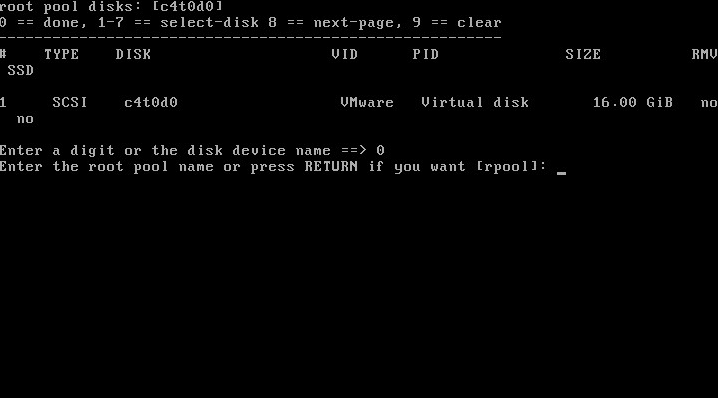 root pool disks: [c4t0d0]
0 == done, 1-7 == select-disk 8 == next-page, 9 == clear
--------------------------------------------------------------
# TYPE DISK VID PID SIZE RMV
SSD
1 SCSI c4t0d0 VMware Virtual disk 16.00 GiB no
no
Enter a digit or the disk device name ==> 0
Enter the root pool name or press RETURN if you want [rpool]: _